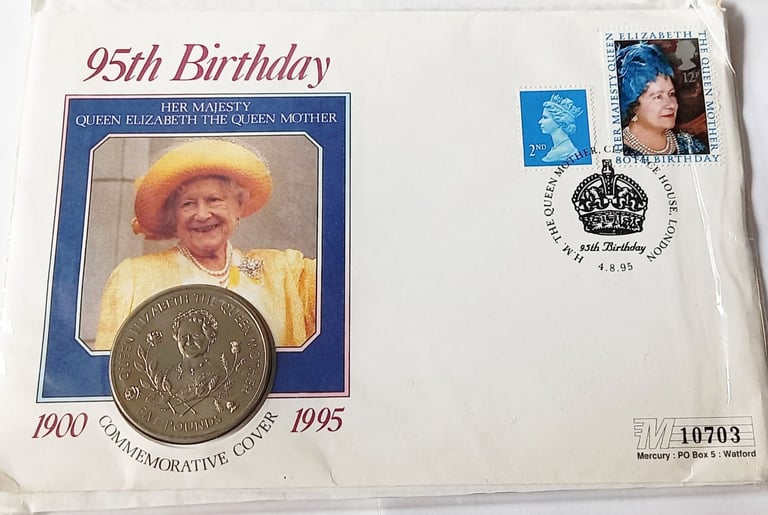 95th Birthday
HER MAJESTY
QUEEN ELIZABETH THE QUEEN MOTHER
QUEEN ELIZABETH THE QUEEN MOTHER
FIVE POUNDS
1900
COMMEMORATIVE COVER
1995
2ND
HER MAJESTY QUEEN ELIZABETH THE QUEEN MOTHER
12P
80TH BIRTHDAY
H.M. THE QUEEN MOTHER, HOUSE, LONDON
95th Birthday
4.8.95
M 10703
Mercury : PO Box 5 : Watford